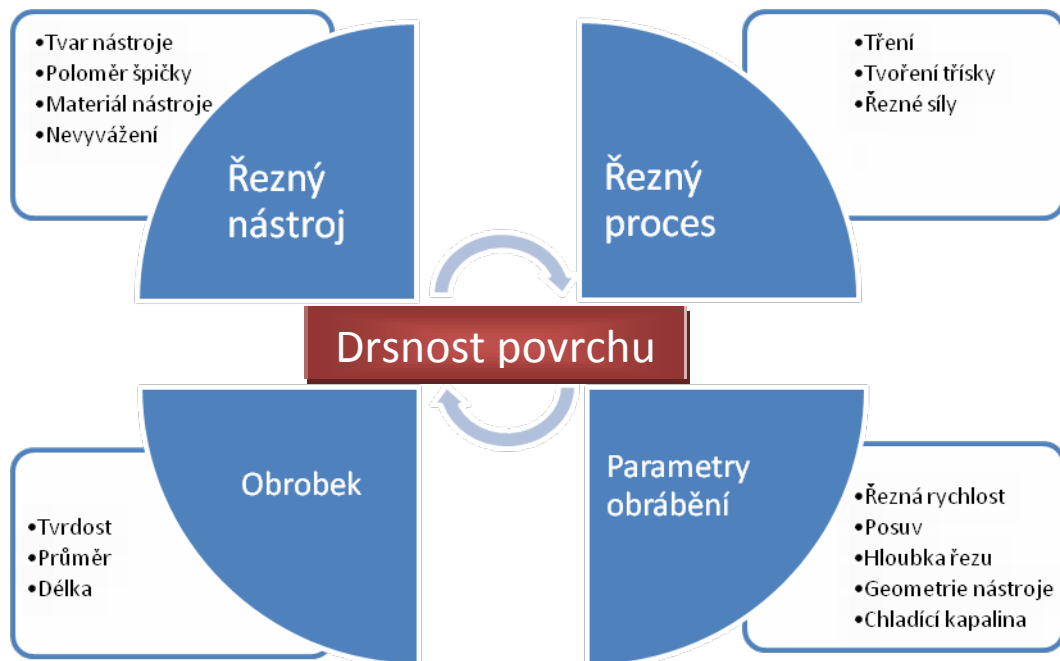 •Tvar nástroje
•Poloměr špičky
•Materiál nástroje
•Nevyvážení
Řezný
nástroj
•Tření
•Tvoření třísky
•Řezné síly
Řezný
proces
Drsnost povrchu
Obrobek
•Tvrdost
•Průměr
•Délka
Parametry
obrábění
•Řezná rychlost
•Posuv
•Hloubka řezu
•Geometrie nástroje
•Chladící kapalina